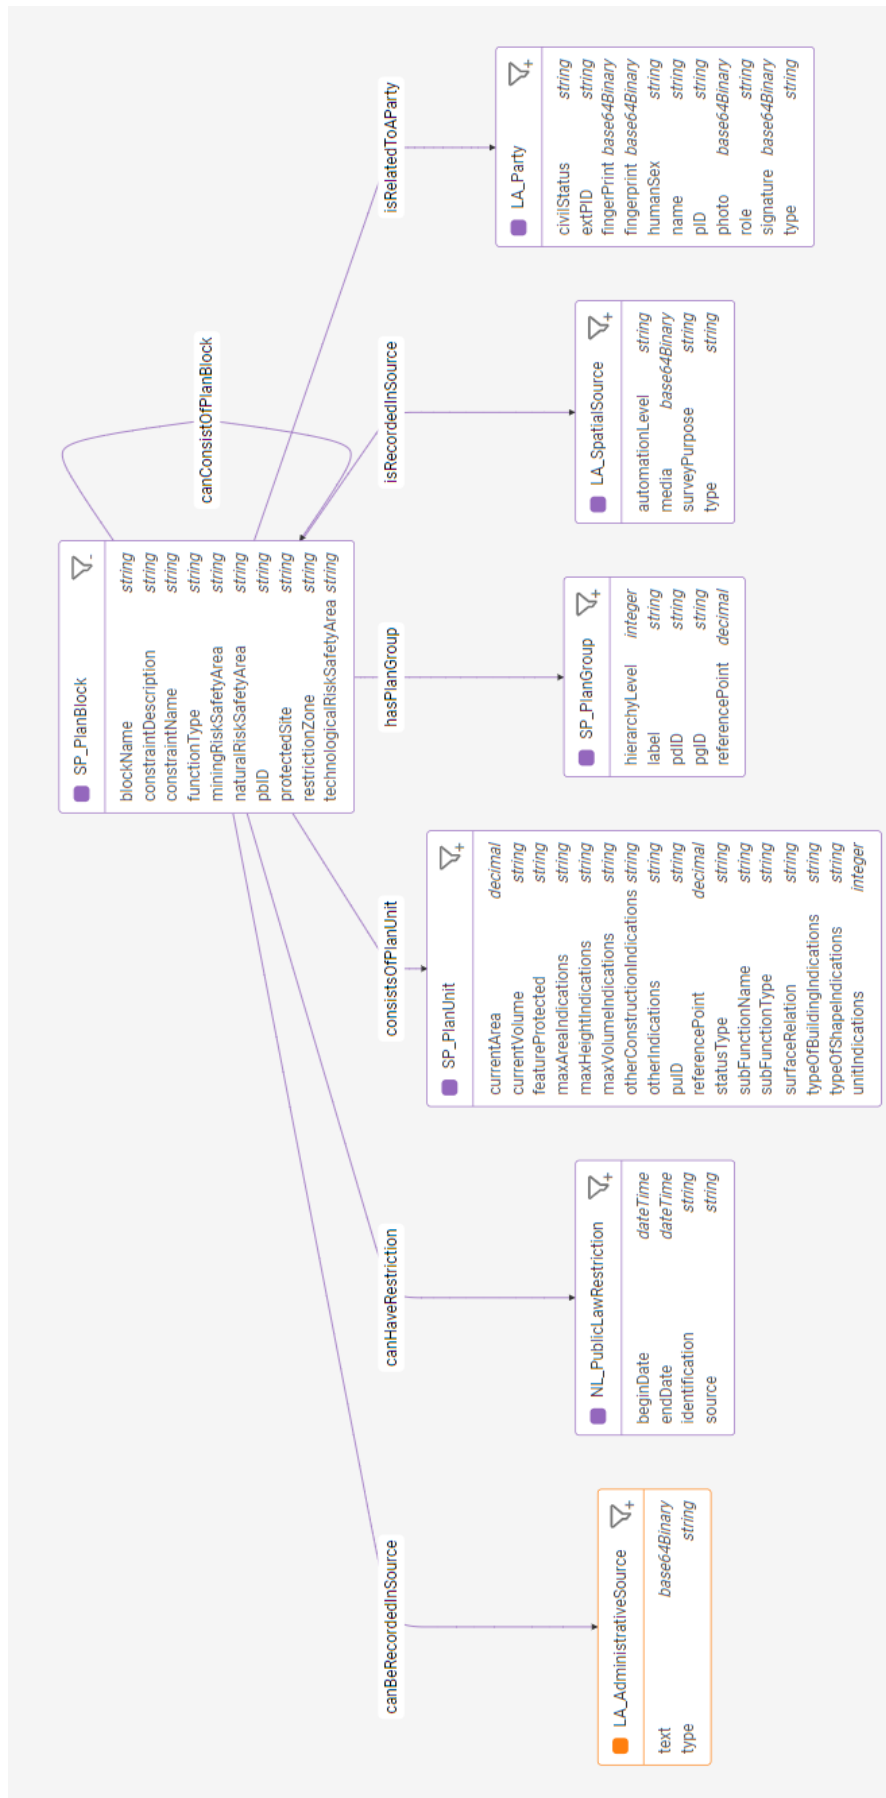 SP_PlanBlock
blockName string
constraintDescription string
constraintName string
functionType string
miningRiskSafetyArea string
naturalRiskSafetyArea string
pbID string
protectedSite string
restrictionZone string
technologicalRiskSafetyArea string
canConsistOfPlanBlock
canBeRecordedInSource
canHaveRestriction
consistsOfPlanUnit
hasPlanGroup
isRecordedInSource
isRelatedToAParty
LA_AdministrativeSource
text base64Binary
type string
NL_PublicLawRestriction
beginDate dateTime
endDate dateTime
identification string
source string
SP_PlanUnit
currentArea decimal
currentVolume string
featureProtected string
maxAreaIndications string
maxHeightIndications string
maxVolumeIndications string
otherConstructionIndications string
otherIndications string
puID string
referencePoint decimal
statusType string
subFunctionName string
subFunctionType string
surfaceRelation string
typeOfBuildingIndications string
typeOfShapeIndications string
unitIndications integer
SP_PlanGroup
hierarchyLevel integer
label string
pdID string
pgID string
referencePoint decimal
LA_SpatialSource
automationLevel string
media base64Binary
surveyPurpose string
type string
LA_Party
civilStatus string
extPID string
fingerPrint base64Binary
fingerprint base64Binary
humanSex string
name string
pID string
photo base64Binary
role string
signature base64Binary
type string